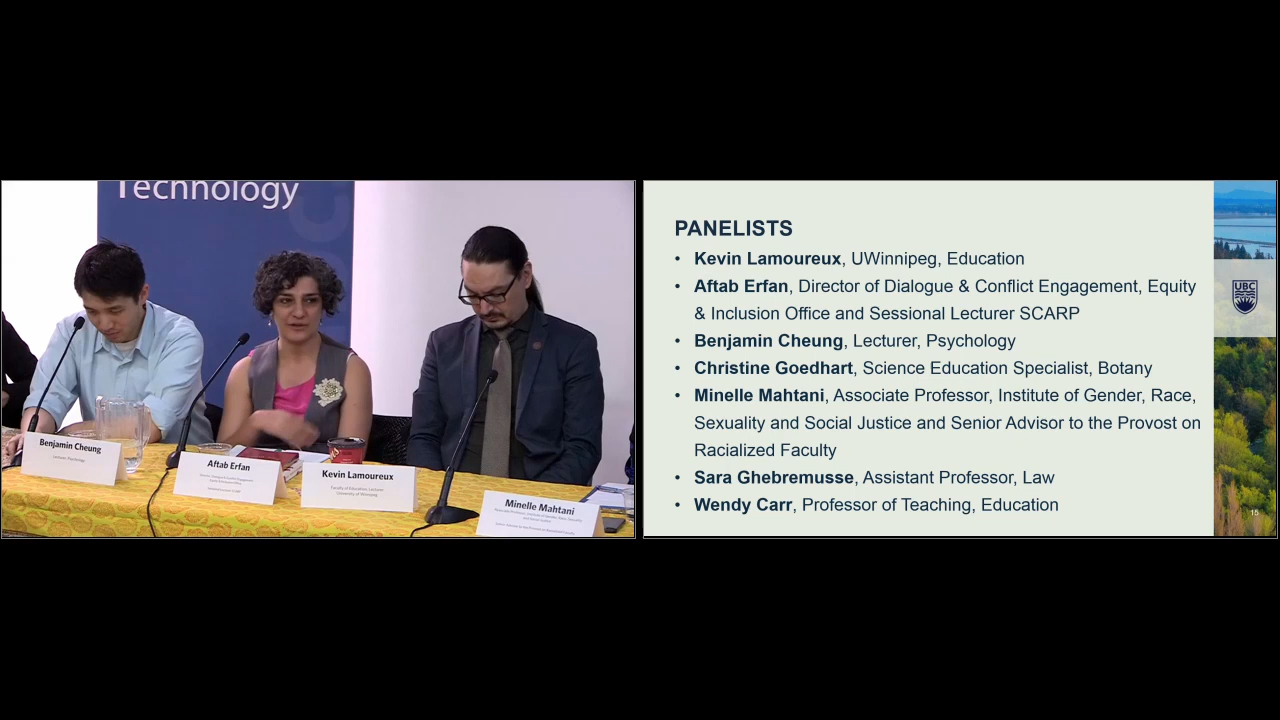 Technology
Benjamin Cheung
Lecturer, Psychology
Aftab Erfan
Kevin Lamoureux
Faculty of Education, Lecturer
University of Winnipeg
Minelle Mahtani
PANELISTS
• Kevin Lamoureux, UWinnipeg, Education
• Aftab Erfan, Director of Dialogue & Conflict Engagement, Equity
& Inclusion Office and Sessional Lecturer SCARP
• Benjamin Cheung, Lecturer, Psychology
• Christine Goedhart, Science Education Specialist, Botany
• Minelle Mahtani, Associate Professor, Institute of Gender, Race,
Sexuality and Social Justice and Senior Advisor to the Provost on
Racialized Faculty
• Sara Ghebremusse, Assistant Professor, Law
• Wendy Carr, Professor of Teaching, Education
UBC
15